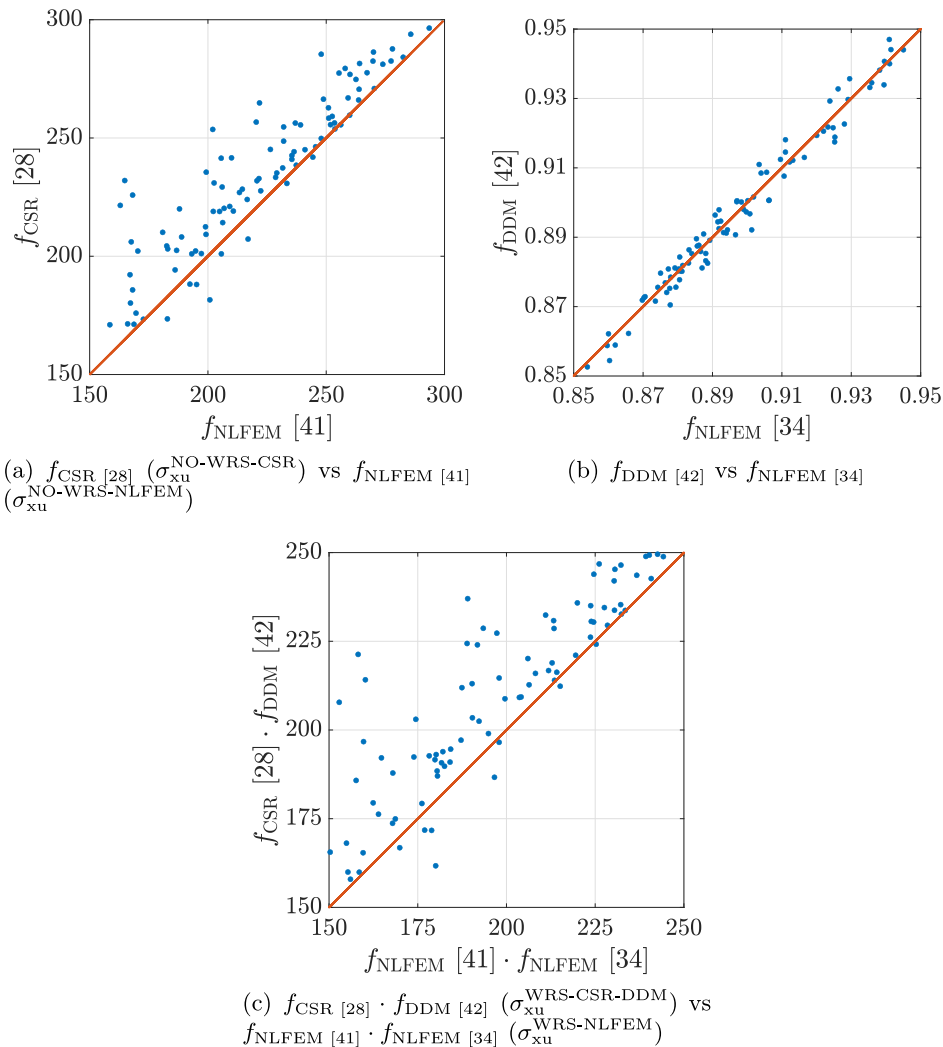 300
250
200
150
f_CSR [28]
150 200 250 300
f_NLFEM [41]
(a) f_CSR [28] (σ_xu^NO-WRS-CSR) vs f_NLFEM [41]
(σ_xu^NO-WRS-NLFEM)
0.95
0.93
0.91
0.89
0.87
0.85
f_DDM [42]
0.85 0.87 0.89 0.91 0.93 0.95
f_NLFEM [34]
(b) f_DDM [42] vs f_NLFEM [34]
250
225
200
175
150
f_CSR [28] · f_DDM [42]
150 175 200 225 250
f_NLFEM [41] · f_NLFEM [34]
(c) f_CSR [28] · f_DDM [42] (σ_xu^WRS-CSR-DDM) vs
f_NLFEM [41] · f_NLFEM [34] (σ_xu^WRS-NLFEM)